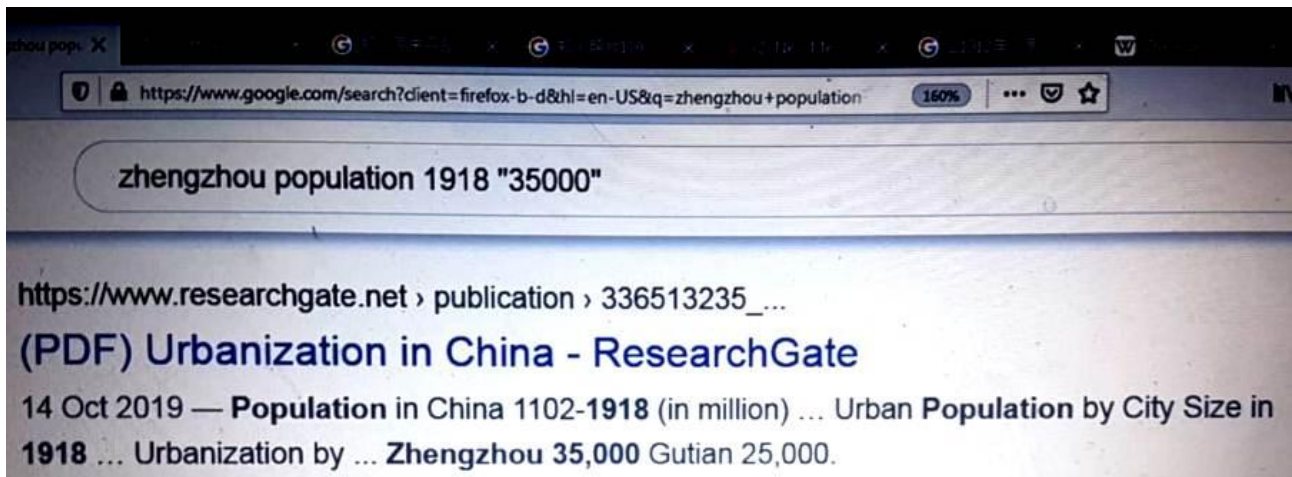 zhou popu
https://www.google.com/search?client=firefox-b-d&hl=en-US&q=zhengzhou+population 160%
zhengzhou population 1918 "35000"
https://www.researchgate.net › publication › 336513235_...
(PDF) Urbanization in China - ResearchGate
14 Oct 2019 — Population in China 1102-1918 (in million) ... Urban Population by City Size in
1918 ... Urbanization by ... Zhengzhou 35,000 Gutian 25,000.